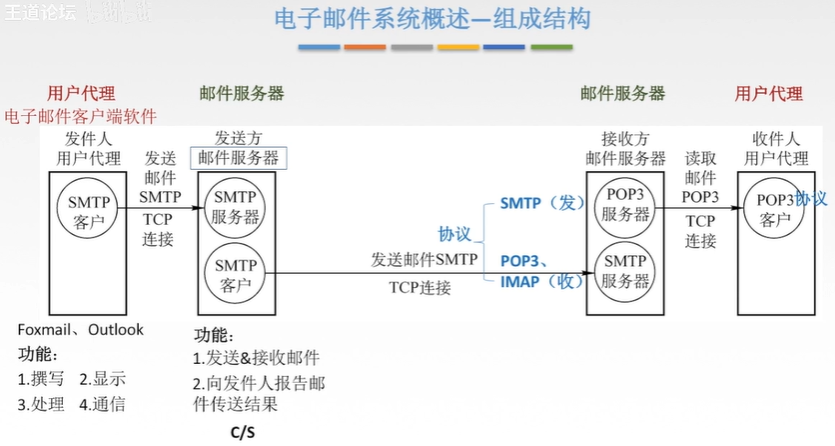 王道论坛
电子邮件系统概述—组成结构
用户代理
电子邮件客户端软件
邮件服务器
邮件服务器
用户代理
发件人
用户代理
发送
邮件
SMTP
TCP
连接
发送方
邮件服务器
接收方
邮件服务器
读取
邮件
POP3
TCP
连接
收件人
用户代理
SMTP
客户
SMTP
服务器
SMTP
客户
发送邮件SMTP
TCP连接
协议
SMTP（发）
POP3、
IMAP（收）
POP3
服务器
SMTP
服务器
POP3
客户
协议
Foxmail、Outlook
功能：
1.撰写 2.显示
3.处理 4.通信
功能：
1.发送&接收邮件
2.向发件人报告邮
件传送结果
C/S